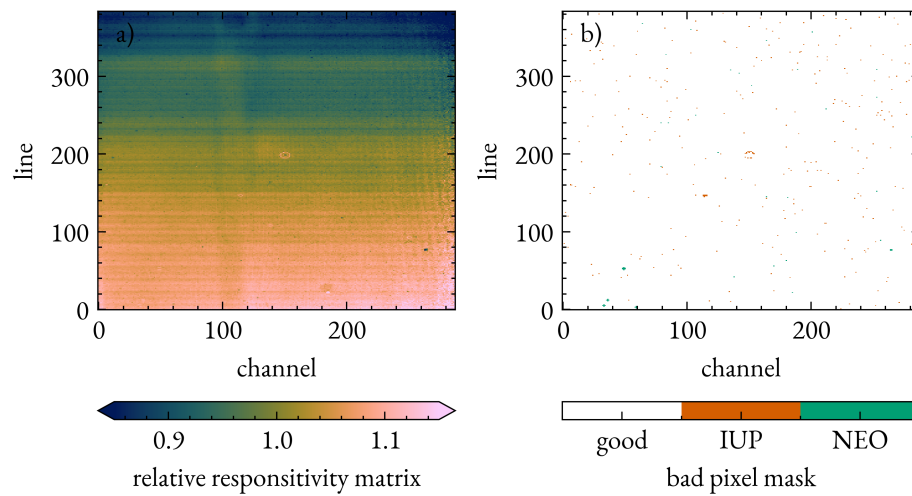 a)
b)
300
200
100
0
line
0
100
200
channel
300
200
100
0
line
0
100
200
channel
0.9
1.0
1.1
relative responsitivity matrix
good
IUP
NEO
bad pixel mask